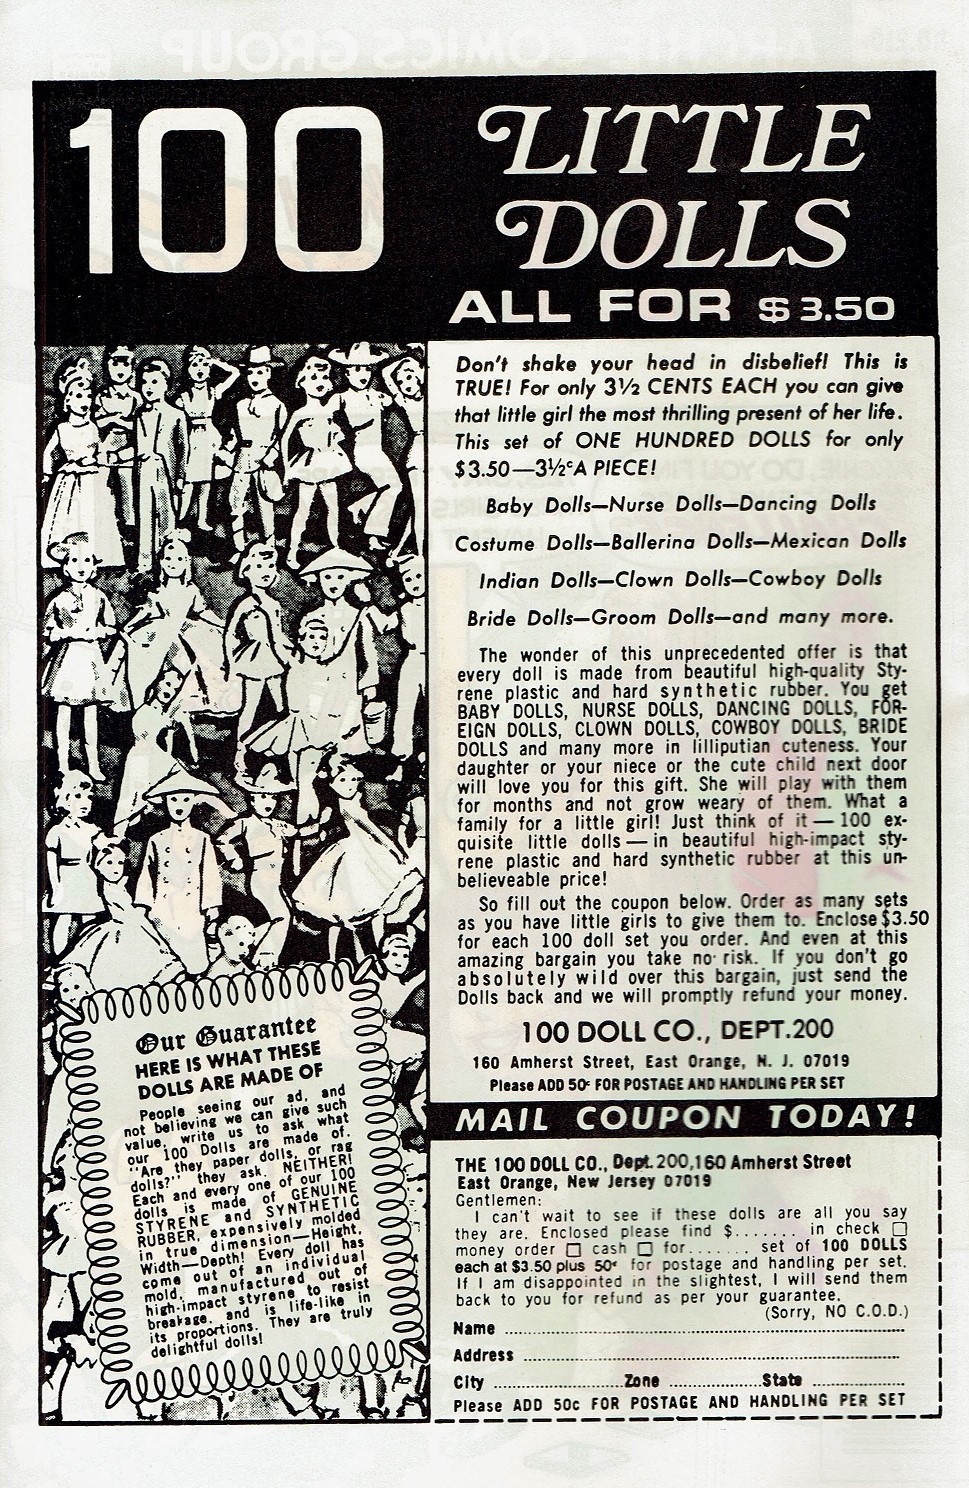 100 LITTLE
DOLLS
ALL FOR $3.50
Don't shake your head in disbelief! This is
TRUE! For only 3½ CENTS EACH you can give
that little girl the most thrilling present of her life.
This set of ONE HUNDRED DOLLS for only
$3.50—3½ᶜA PIECE!
Baby Dolls—Nurse Dolls—Dancing Dolls
Costume Dolls—Ballerina Dolls—Mexican Dolls
Indian Dolls—Clown Dolls—Cowboy Dolls
Bride Dolls—Groom Dolls—and many more.
The wonder of this unprecedented offer is that
every doll is made from beautiful high-quality Sty-
rene plastic and hard synthetic rubber. You get
BABY DOLLS, NURSE DOLLS, DANCING DOLLS, FOR-
EIGN DOLLS, CLOWN DOLLS, COWBOY DOLLS, BRIDE
DOLLS and many more in lilliputian cuteness. Your
daughter or your niece or the cute child next door
will love you for this gift. She will play with them
for months and not grow weary of them. What a
family for a little girl! Just think of it — 100 ex-
quisite little dolls — in beautiful high-impact sty-
rene plastic and hard synthetic rubber at this un-
believeable price!
So fill out the coupon below. Order as many sets
as you have little girls to give them to. Enclose $3.50
for each 100 doll set you order. And even at this
amazing bargain you take no risk. If you don't go
absolutely wild over this bargain, just send the
Dolls back and we will promptly refund your money.
100 DOLL CO., DEPT.200
160 Amherst Street, East Orange, N. J. 07019
Please ADD 50¢ FOR POSTAGE AND HANDLING PER SET
Our Guarantee
HERE IS WHAT THESE
DOLLS ARE MADE OF
People seeing our ad, and
not believing we can give such
value, write us to ask what
our 100 Dolls are made of.
"Are they paper dolls, or rag
dolls?" they ask. NEITHER!
Each and every one of our 100
dolls is made of GENUINE
STYRENE and SYNTHETIC
RUBBER, expensively molded
in true dimension—Height,
Width—Depth! Every doll has
come out of an individual
mold, manufactured out of
high-impact styrene to resist
breakage, and is life-like in
its proportions. They are truly
delightful dolls!
MAIL COUPON TODAY!
THE 100 DOLL CO., Dept. 200, 160 Amherst Street
East Orange, New Jersey 07019
Gentlemen:
I can't wait to see if these dolls are all you say
they are. Enclosed please find $....... in check ☐
money order ☐ cash ☐ for....... set of 100 DOLLS
each at $3.50 plus 50¢ for postage and handling per set.
If I am disappointed in the slightest, I will send them
back to you for refund as per your guarantee.
(Sorry, NO C.O.D.)
Name ........................................
Address ........................................
City ....................Zone ..............State ..............
Please ADD 50c FOR POSTAGE AND HANDLING PER SET